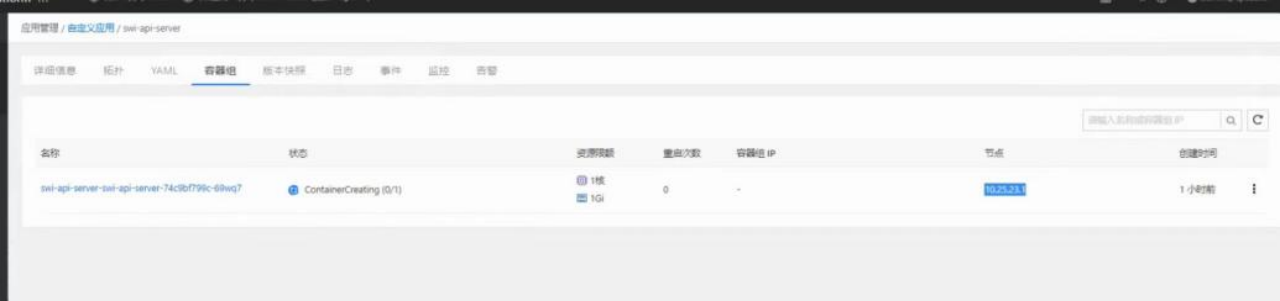 应用管理 / 自定义应用 / swi-api-server
详细信息 拓扑 YAML 容器组 版本快照 日志 事件 监控 告警
请输入名称或容器组 IP
名称 状态 资源限额 重启次数 容器组 IP 节点 创建时间
swi-api-server-swi-api-server-74c9bf799c-69wq7 ContainerCreating (0/1) 1核 0 - 10.25.23.1 1 小时前
1Gi